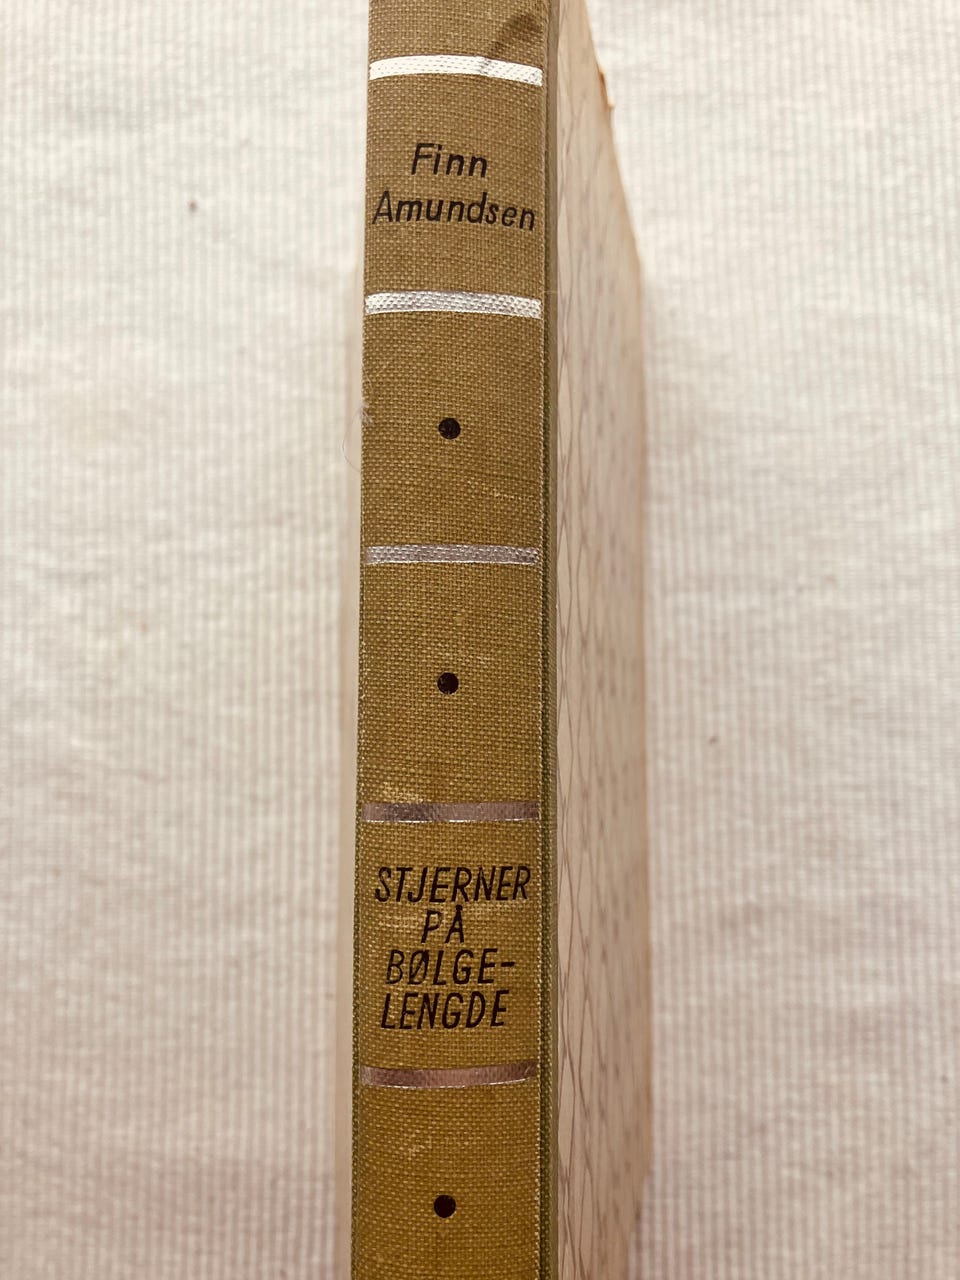 Finn
Amundsen
STJERNER
PÅ
BØLGE-
LENGDE